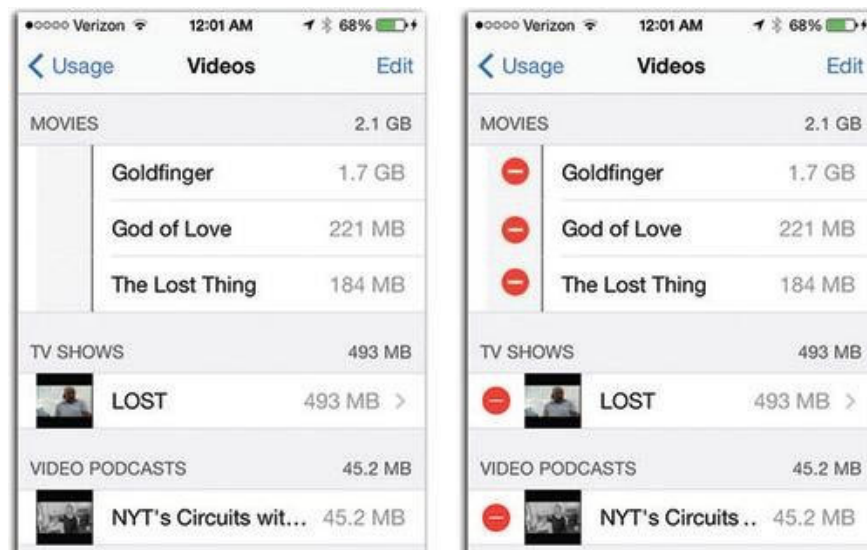 ●○○○○ Verizon 12:01 AM 68%
< Usage Videos Edit
MOVIES 2.1 GB
Goldfinger 1.7 GB
God of Love 221 MB
The Lost Thing 184 MB
TV SHOWS 493 MB
LOST 493 MB >
VIDEO PODCASTS 45.2 MB
NYT's Circuits wit... 45.2 MB
●○○○○ Verizon 12:01 AM 68%
< Usage Videos Edit
MOVIES 2.1 GB
Goldfinger 1.7 GB
God of Love 221 MB
The Lost Thing 184 MB
TV SHOWS 493 MB
LOST 493 MB >
VIDEO PODCASTS 45.2 MB
NYT's Circuits .. 45.2 MB